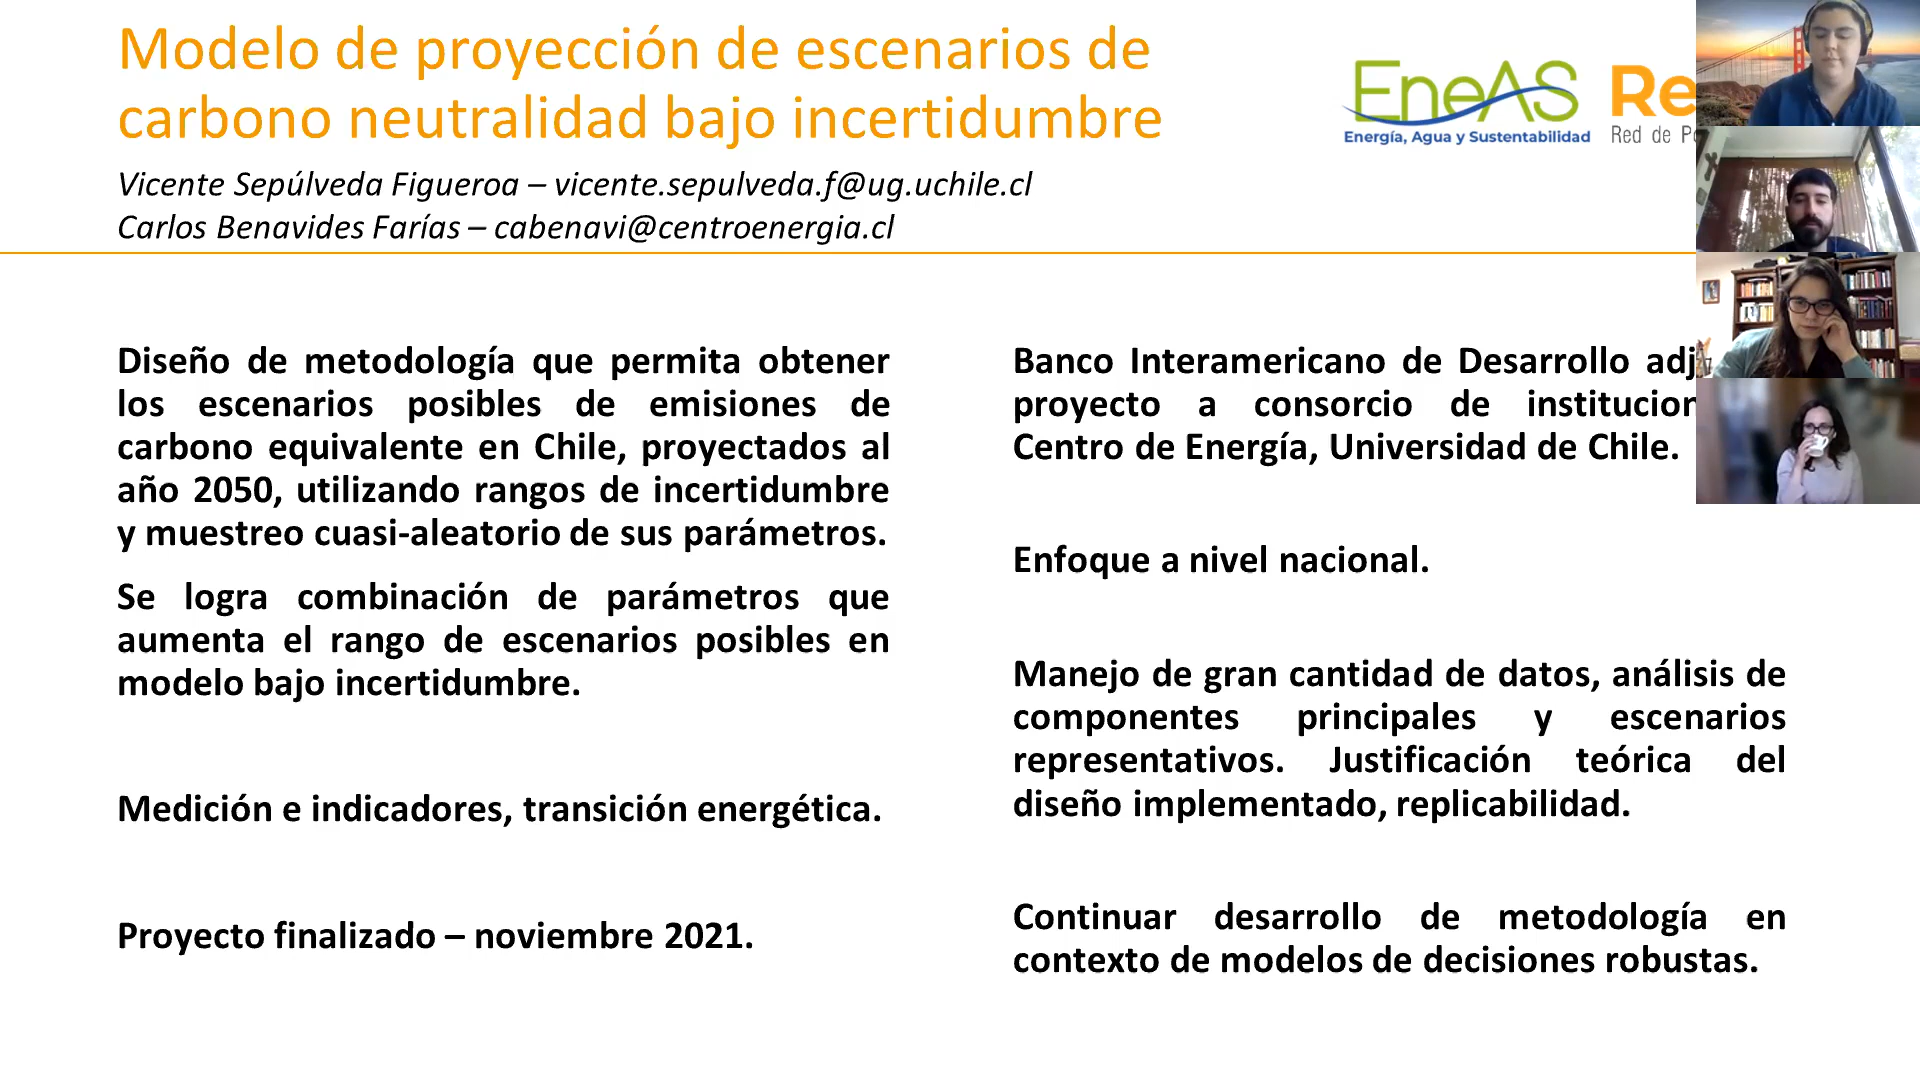 Modelo de proyección de escenarios de
carbono neutralidad bajo incertidumbre
Vicente Sepúlveda Figueroa – vicente.sepulveda.f@ug.uchile.cl
Carlos Benavides Farías – cabenavi@centroenergia.cl
EneAS
Energía, Agua y Sustentabilidad
Re
Red de
Diseño de metodología que permita obtener
los escenarios posibles de emisiones de
carbono equivalente en Chile, proyectados al
año 2050, utilizando rangos de incertidumbre
y muestreo cuasi-aleatorio de sus parámetros.
Se logra combinación de parámetros que
aumenta el rango de escenarios posibles en
modelo bajo incertidumbre.
Medición e indicadores, transición energética.
Proyecto finalizado – noviembre 2021.
Banco Interamericano de Desarrollo adj
proyecto a consorcio de institucion
Centro de Energía, Universidad de Chile.
Enfoque a nivel nacional.
Manejo de gran cantidad de datos, análisis de
componentes principales y escenarios
representativos. Justificación teórica del
diseño implementado, replicabilidad.
Continuar desarrollo de metodología en
contexto de modelos de decisiones robustas.